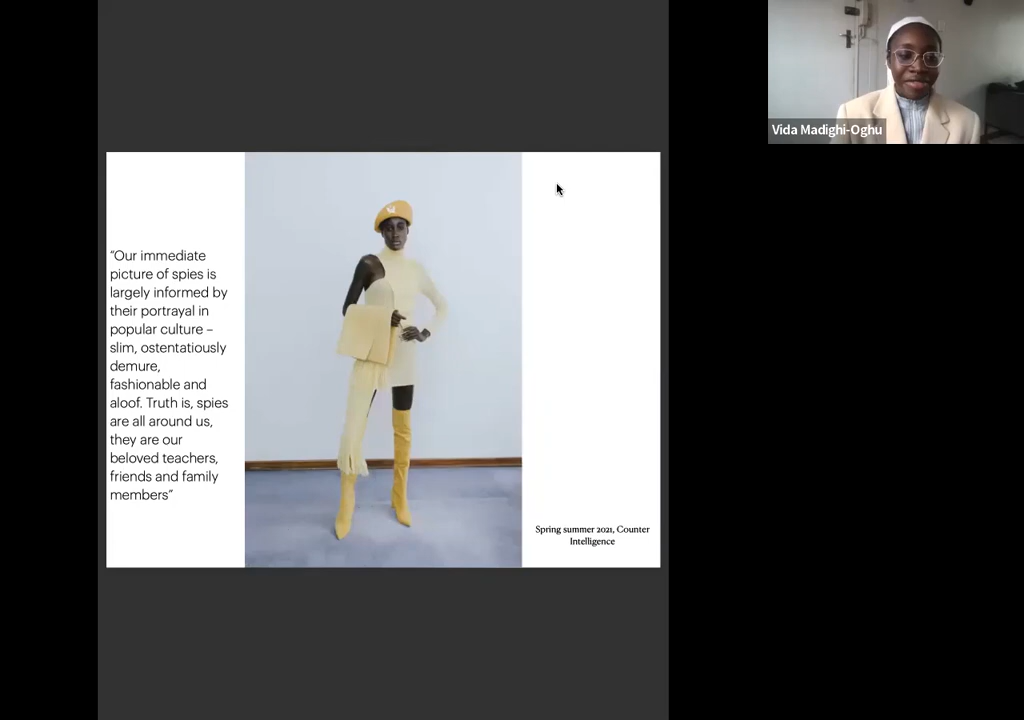 “Our immediate
picture of spies is
largely informed by
their portrayal in
popular culture –
slim, ostentatiously
demure,
fashionable and
aloof. Truth is, spies
are all around us,
they are our
beloved teachers,
friends and family
members”
Spring summer 2021, Counter
Intelligence
Vida Madighi-Oghu